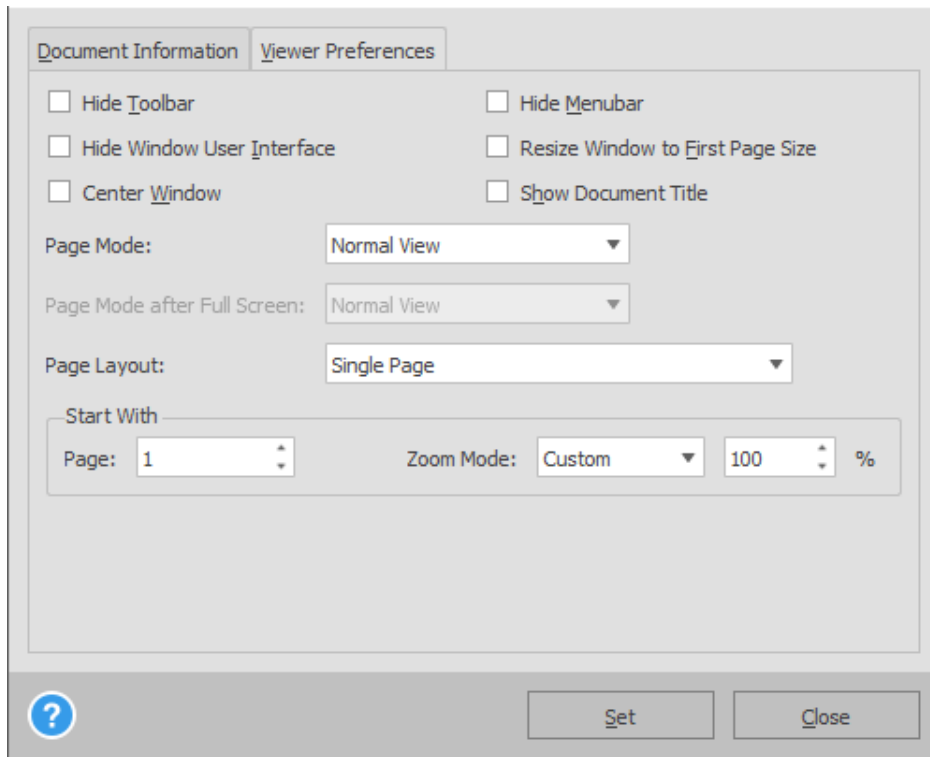 Document Information Viewer Preferences
Hide Toolbar Hide Menubar
Hide Window User Interface Resize Window to First Page Size
Center Window Show Document Title
Page Mode: Normal View
Page Mode after Full Screen: Normal View
Page Layout: Single Page
Start With
Page: 1 Zoom Mode: Custom 100 %
? Set Close